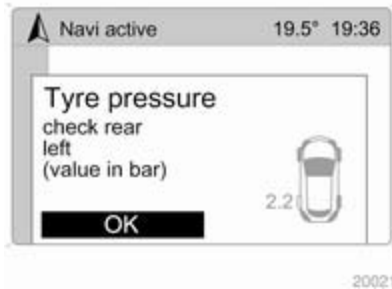 Navi active 19.5° 19:36
Tyre pressure
check rear
left
(value in bar)
2.2
OK
20021